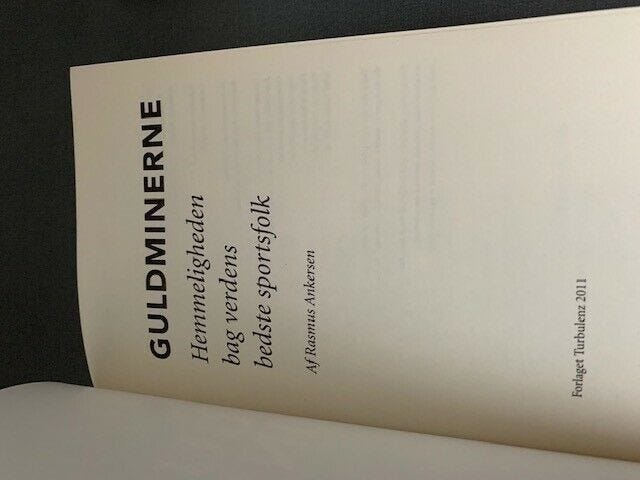 GULDMINERNE
Hemmeligheden
bag verdens
bedste sportsfolk
Af Rasmus Ankersen
Forlaget Turbulenz 2011